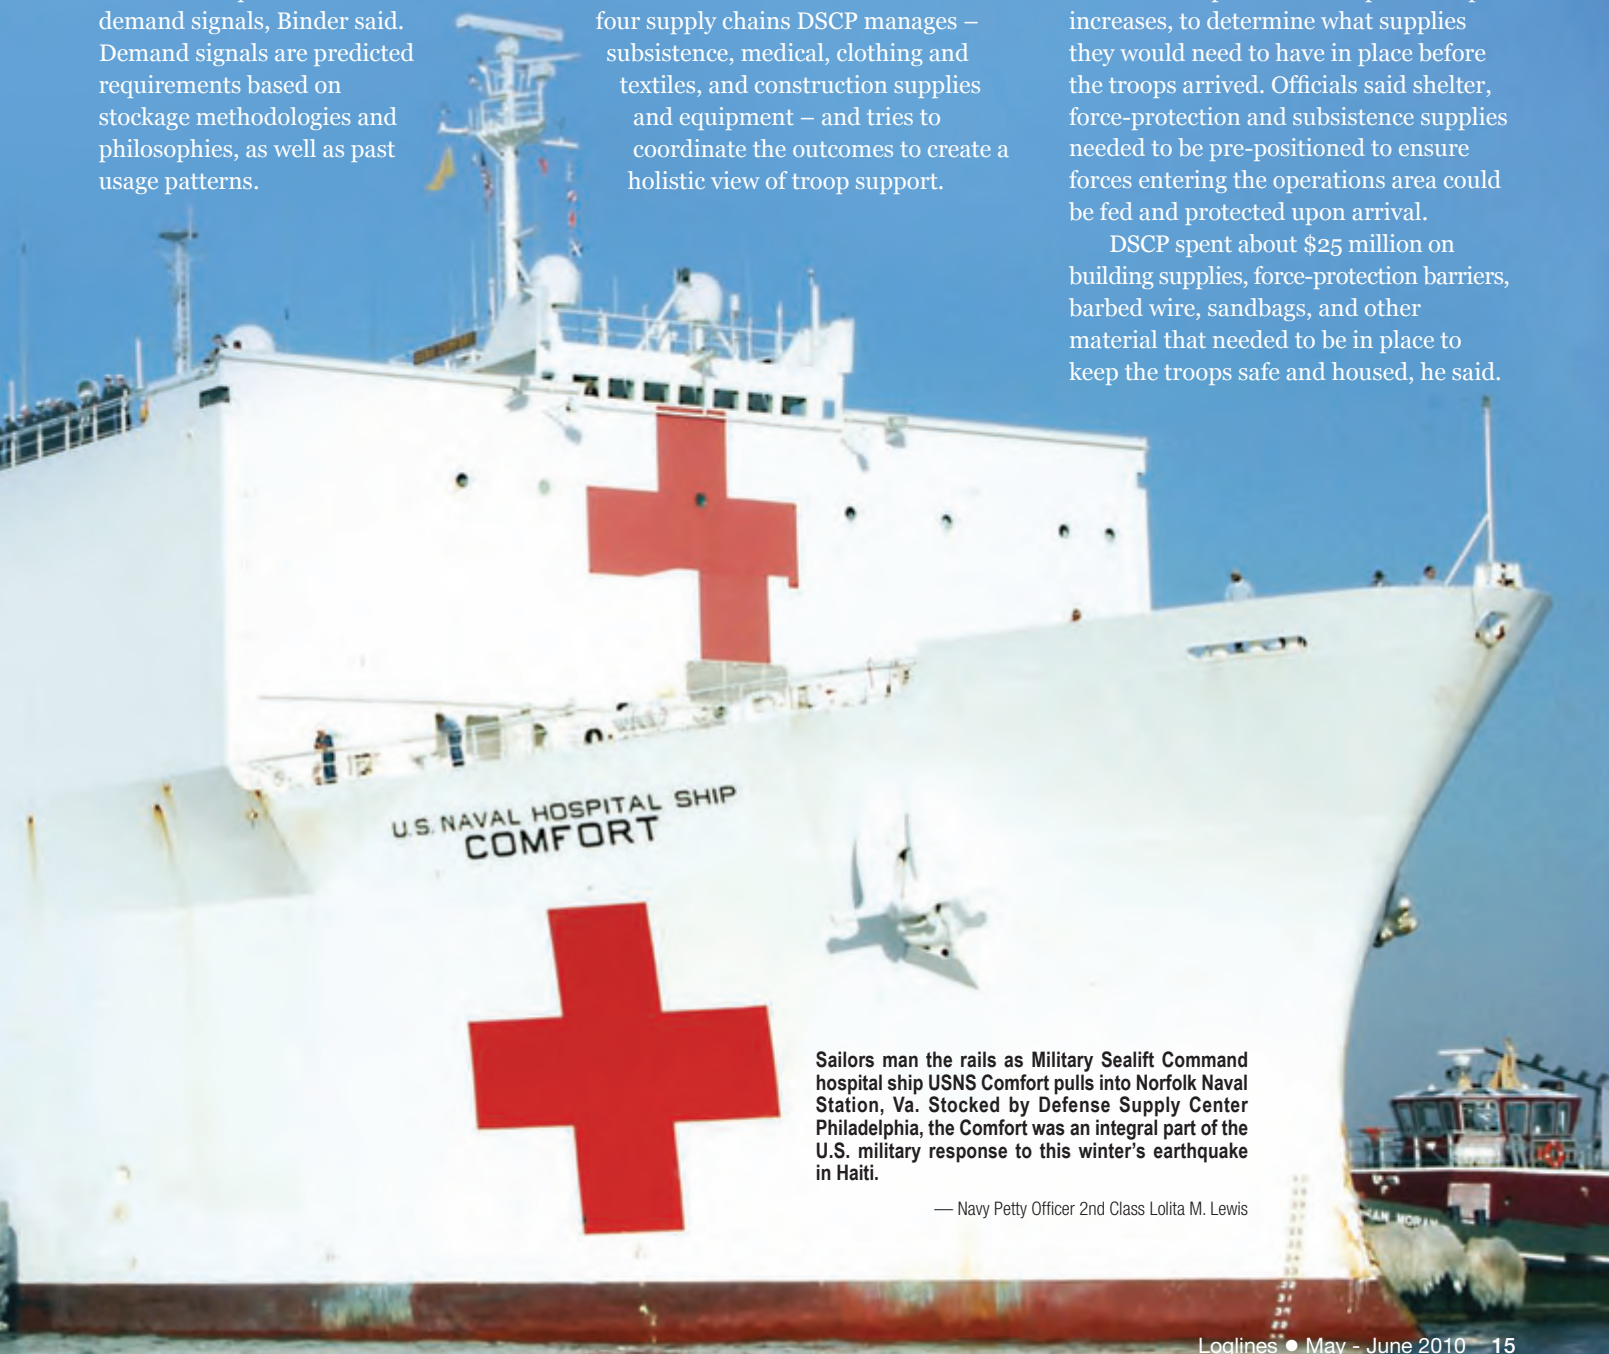 demand signals, Binder said.
Demand signals are predicted
requirements based on
stockage methodologies and
philosophies, as well as past
usage patterns.
four supply chains DSCP manages –
subsistence, medical, clothing and
textiles, and construction supplies
and equipment – and tries to
coordinate the outcomes to create a
holistic view of troop support.
increases, to determine what supplies
they would need to have in place before
the troops arrived. Officials said shelter,
force-protection and subsistence supplies
needed to be pre-positioned to ensure
forces entering the operations area could
be fed and protected upon arrival.
DSCP spent about $25 million on
building supplies, force-protection barriers,
barbed wire, sandbags, and other
material that needed to be in place to
keep the troops safe and housed, he said.
U.S. NAVAL HOSPITAL SHIP
COMFORT
Sailors man the rails as Military Sealift Command
hospital ship USNS Comfort pulls into Norfolk Naval
Station, Va. Stocked by Defense Supply Center
Philadelphia, the Comfort was an integral part of the
U.S. military response to this winter's earthquake
in Haiti.
— Navy Petty Officer 2nd Class Lolita M. Lewis
MORAN
Loglines ● May - June 2010 15